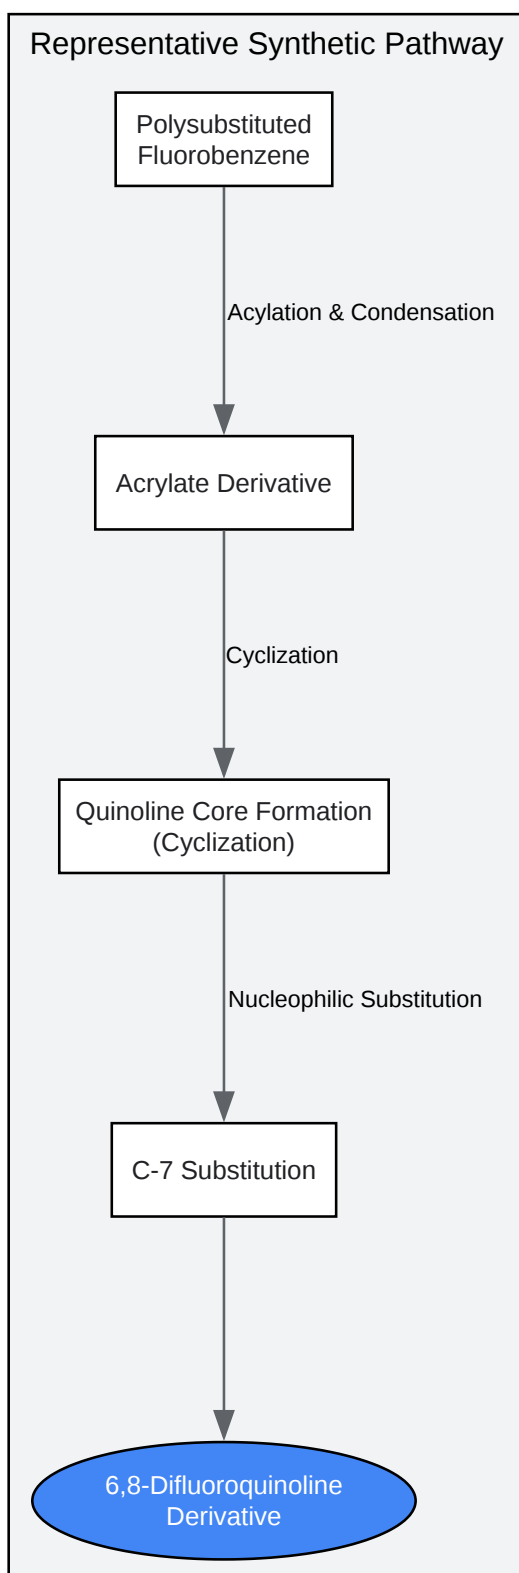 Representative Synthetic Pathway
Polysubstituted
Fluorobenzene
Acylation & Condensation
Acrylate Derivative
Cyclization
Quinoline Core Formation
(Cyclization)
Nucleophilic Substitution
C-7 Substitution
6,8-Difluoroquinoline
Derivative